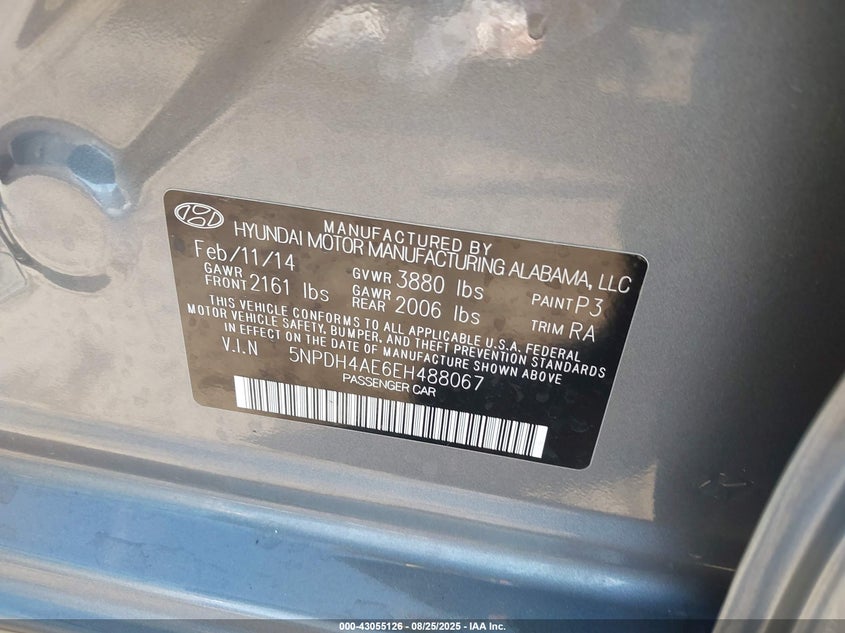 MANUFACTURED BY
HYUNDAI MOTOR MANUFACTURING ALABAMA, LLC
Feb/11/14 GVWR 3880 lbs PAINT P3
GAWR FRONT 2161 lbs GAWR REAR 2006 lbs TRIM RA
THIS VEHICLE CONFORMS TO ALL APPLICABLE U.S.A. FEDERAL
MOTOR VEHICLE SAFETY, BUMPER, AND THEFT PREVENTION STANDARDS
IN EFFECT ON THE DATE OF MANUFACTURE SHOWN ABOVE
V.I.N 5NPDH4AE6EH488067
PASSENGER CAR
000-43055126 - 08/25/2025 - IAA Inc.